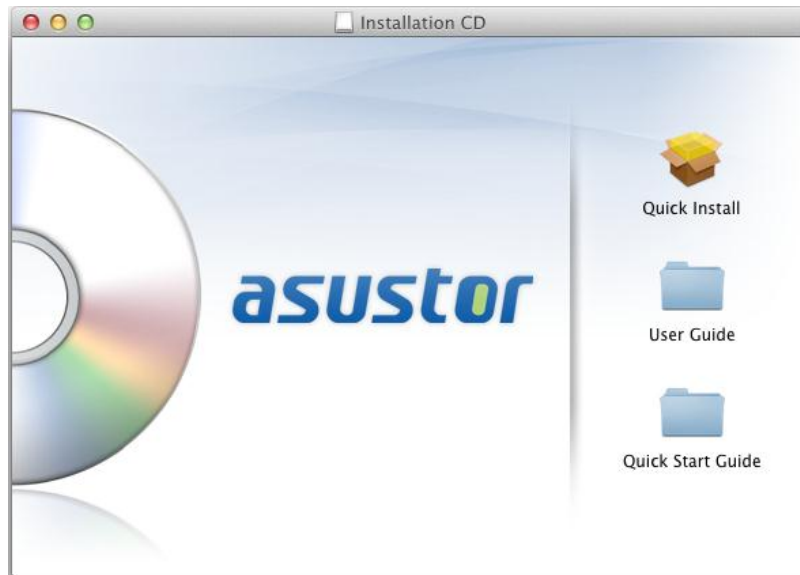 Installation CD
asustor
Quick Install
User Guide
Quick Start Guide